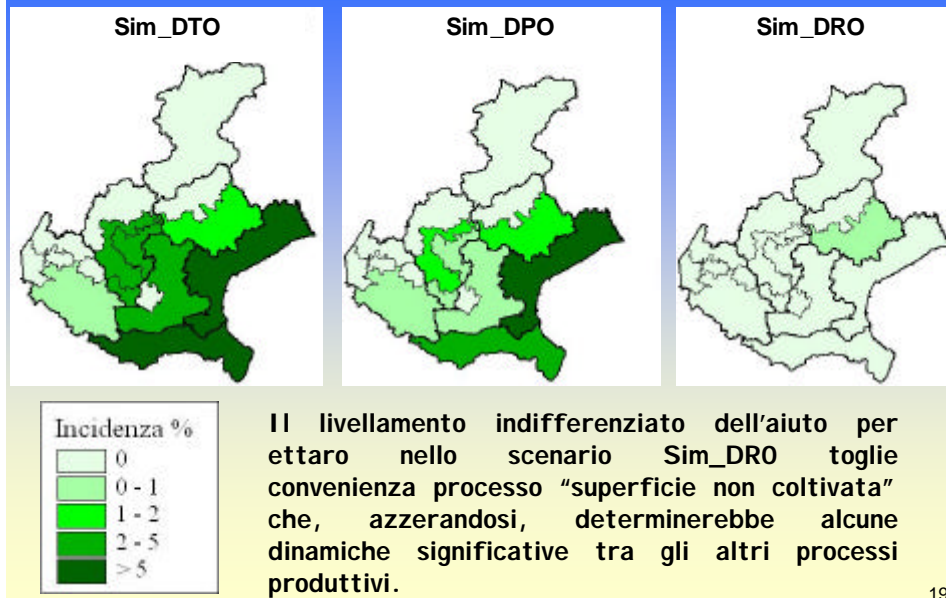 Sim_DTO
Sim_DPO
Sim_DRO
Incidenza %
0
0 - 1
1 - 2
2 - 5
> 5
Il livellamento indifferenziato dell'aiuto per
ettaro nello scenario Sim_DRO toglie
convenienza processo "superficie non coltivata"
che, azzerandosi, determinerebbe alcune
dinamiche significative tra gli altri processi
produttivi.
19